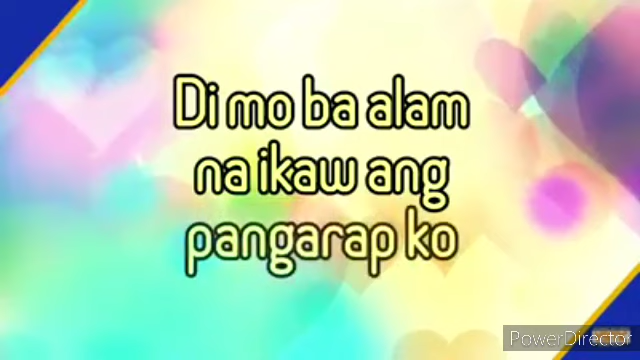 Di mo ba alam
na ikaw ang
pangarap ko
PowerDirector